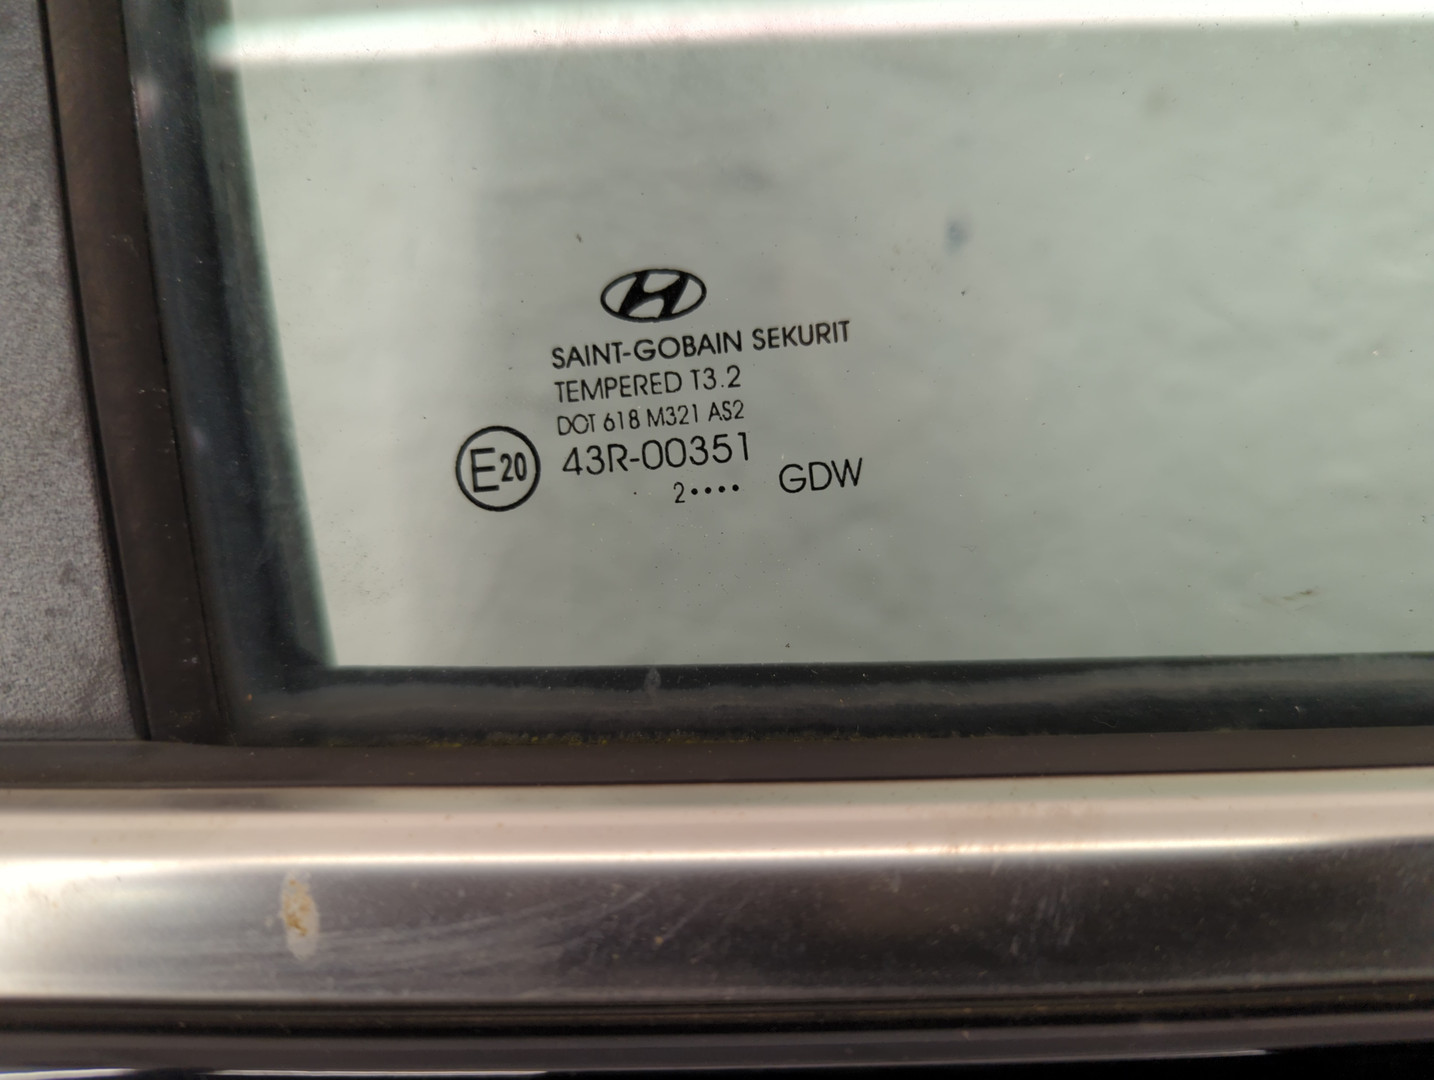 SAINT-GOBAIN SEKURIT
TEMPERED T3.2
DOT 618 M321 AS2
E20 43R-00351
2•••• GDW